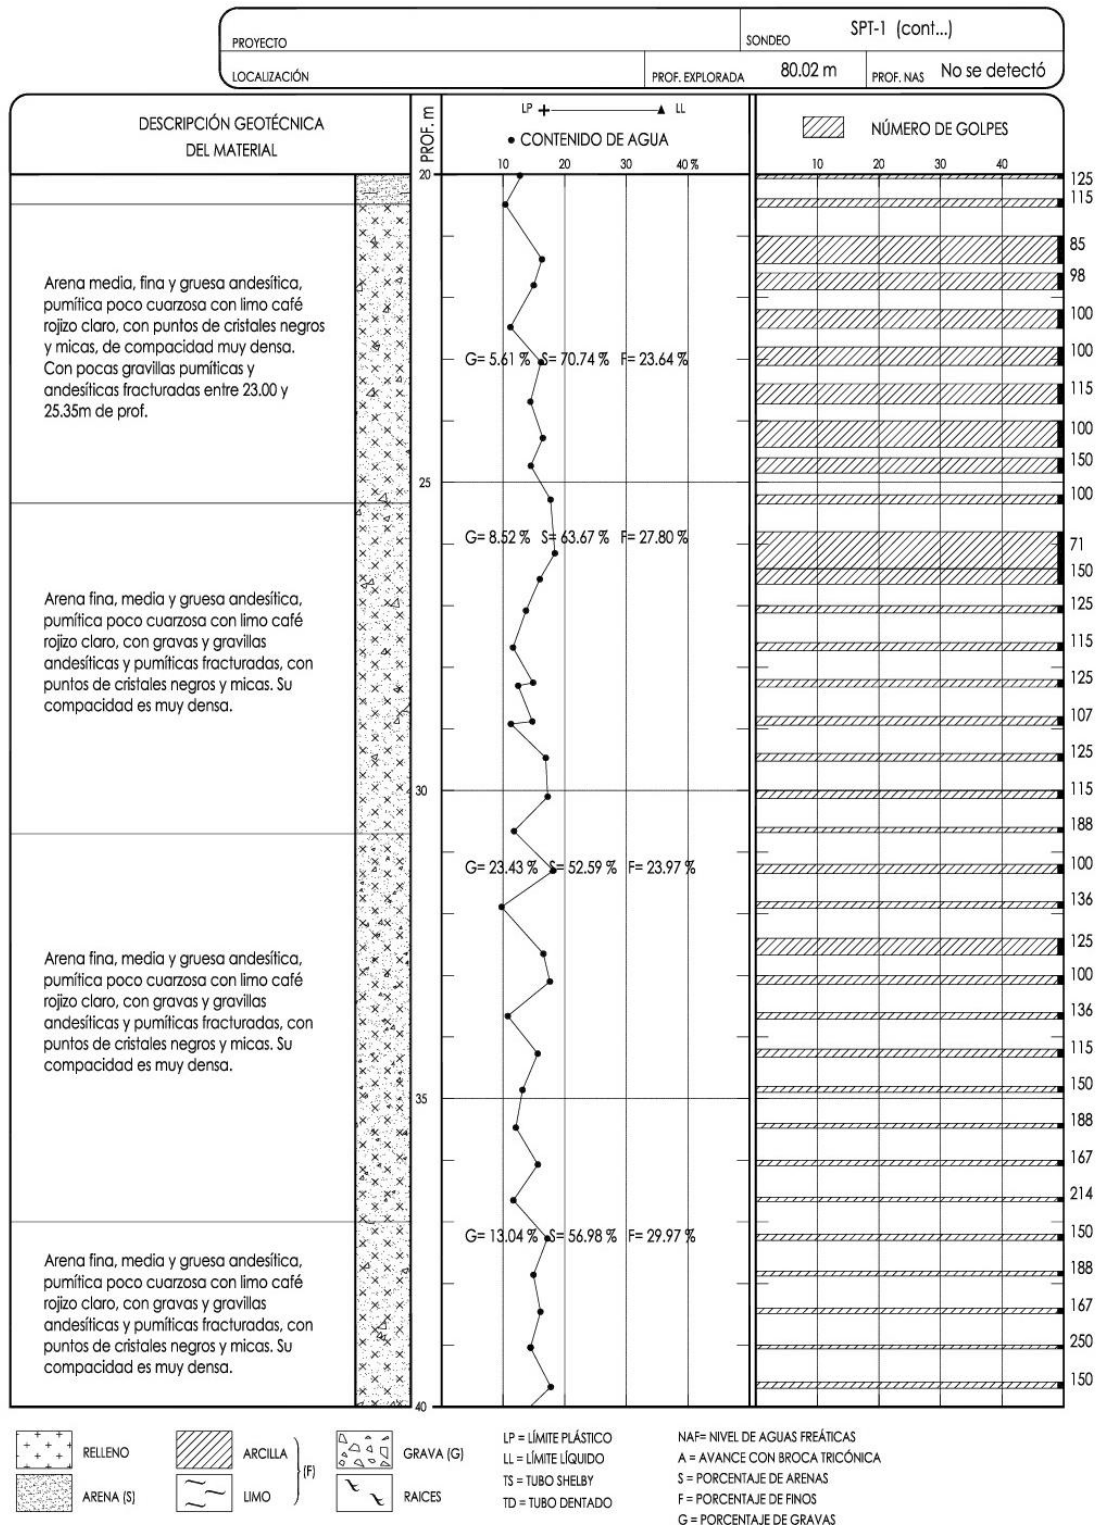 PROYECTO
SONDEO
SPT-1 (cont...)
LOCALIZACIÓN
PROF. EXPLORADA
80.02 m
PROF. NAS
No se detectó
DESCRIPCIÓN GEOTÉCNICA
DEL MATERIAL
PROF. m
LP
LL
CONTENIDO DE AGUA
10 20 30 40 %
NÚMERO DE GOLPES
10 20 30 40
20
125
115
85
98
100
100
115
100
150
Arena media, fina y gruesa andesítica,
pumítica poco cuarzosa con limo café
rojizo claro, con puntos de cristales negros
y micas, de compacidad muy densa.
Con pocas gravillas pumíticas y
andesíticas fracturadas entre 23.00 y
25.35m de prof.
G= 5.61 % S= 70.74 % F= 23.64 %
25
100
71
150
125
115
125
107
125
G= 8.52 % S= 63.67 % F= 27.80 %
Arena fina, media y gruesa andesítica,
pumítica poco cuarzosa con limo café
rojizo claro, con gravas y gravillas
andesíticas y pumíticas fracturadas, con
puntos de cristales negros y micas. Su
compacidad es muy densa.
30
115
188
100
136
125
100
136
115
150
G= 23.43 % S= 52.59 % F= 23.97 %
Arena fina, media y gruesa andesítica,
pumítica poco cuarzosa con limo café
rojizo claro, con gravas y gravillas
andesíticas y pumíticas fracturadas, con
puntos de cristales negros y micas. Su
compacidad es muy densa.
35
188
167
214
150
188
167
250
150
G= 13.04 % S= 56.98 % F= 29.97 %
Arena fina, media y gruesa andesítica,
pumítica poco cuarzosa con limo café
rojizo claro, con gravas y gravillas
andesíticas y pumíticas fracturadas, con
puntos de cristales negros y micas. Su
compacidad es muy densa.
40
RELLENO
ARENA (S)
ARCILLA
LIMO
(F)
GRAVA (G)
RAICES
LP = LÍMITE PLÁSTICO
LL = LÍMITE LÍQUIDO
TS = TUBO SHELBY
TD = TUBO DENTADO
NAF= NIVEL DE AGUAS FREÁTICAS
A = AVANCE CON BROCA TRICÓNICA
S = PORCENTAJE DE ARENAS
F = PORCENTAJE DE FINOS
G = PORCENTAJE DE GRAVAS